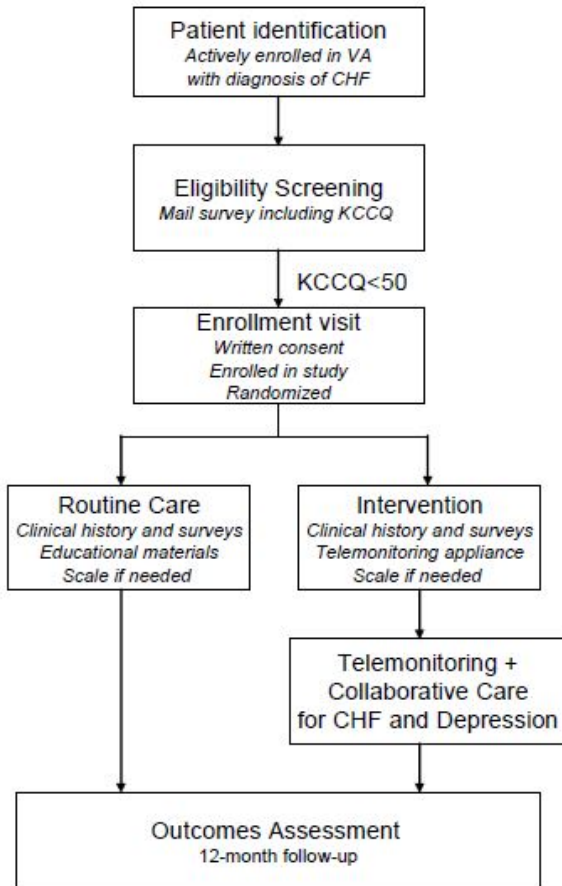 Patient identification
Actively enrolled in VA
with diagnosis of CHF
Eligibility Screening
Mail survey including KCCQ
KCCQ<50
Enrollment visit
Written consent
Enrolled in study
Randomized
Routine Care
Clinical history and surveys
Educational materials
Scale if needed
Intervention
Clinical history and surveys
Telemonitoring appliance
Scale if needed
Telemonitoring +
Collaborative Care
for CHF and Depression
Outcomes Assessment
12-month follow-up